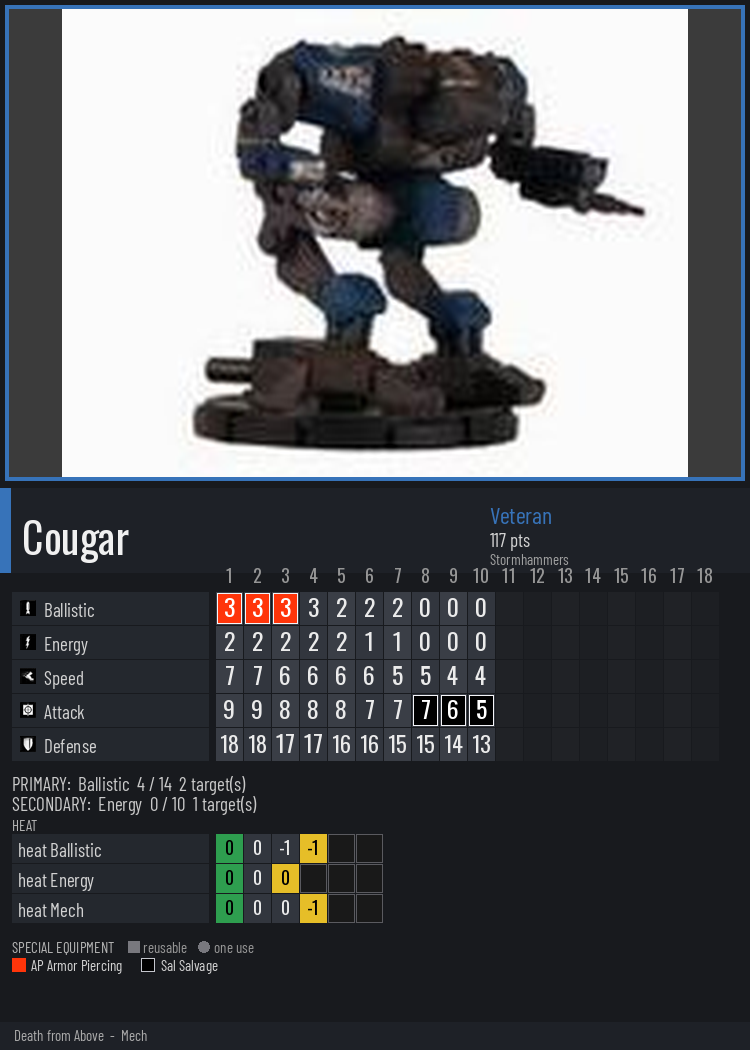 Cougar
Veteran
117 pts
Stormhammers
1 2 3 4 5 6 7 8 9 10 11 12 13 14 15 16 17 18
Ballistic 3 3 3 3 2 2 2 0 0 0
Energy 2 2 2 2 2 1 1 0 0 0
Speed 7 7 6 6 6 6 5 5 4 4
Attack 9 9 8 8 8 7 7 7 6 5
Defense 18 18 17 17 16 16 15 15 14 13
PRIMARY: Ballistic 4 / 14 2 target(s)
SECONDARY: Energy 0 / 10 1 target(s)
HEAT
heat Ballistic 0 0 -1 -1
heat Energy 0 0 0
heat Mech 0 0 0 -1
SPECIAL EQUIPMENT reusable one use
AP Armor Piercing Sal Salvage
Death from Above - Mech